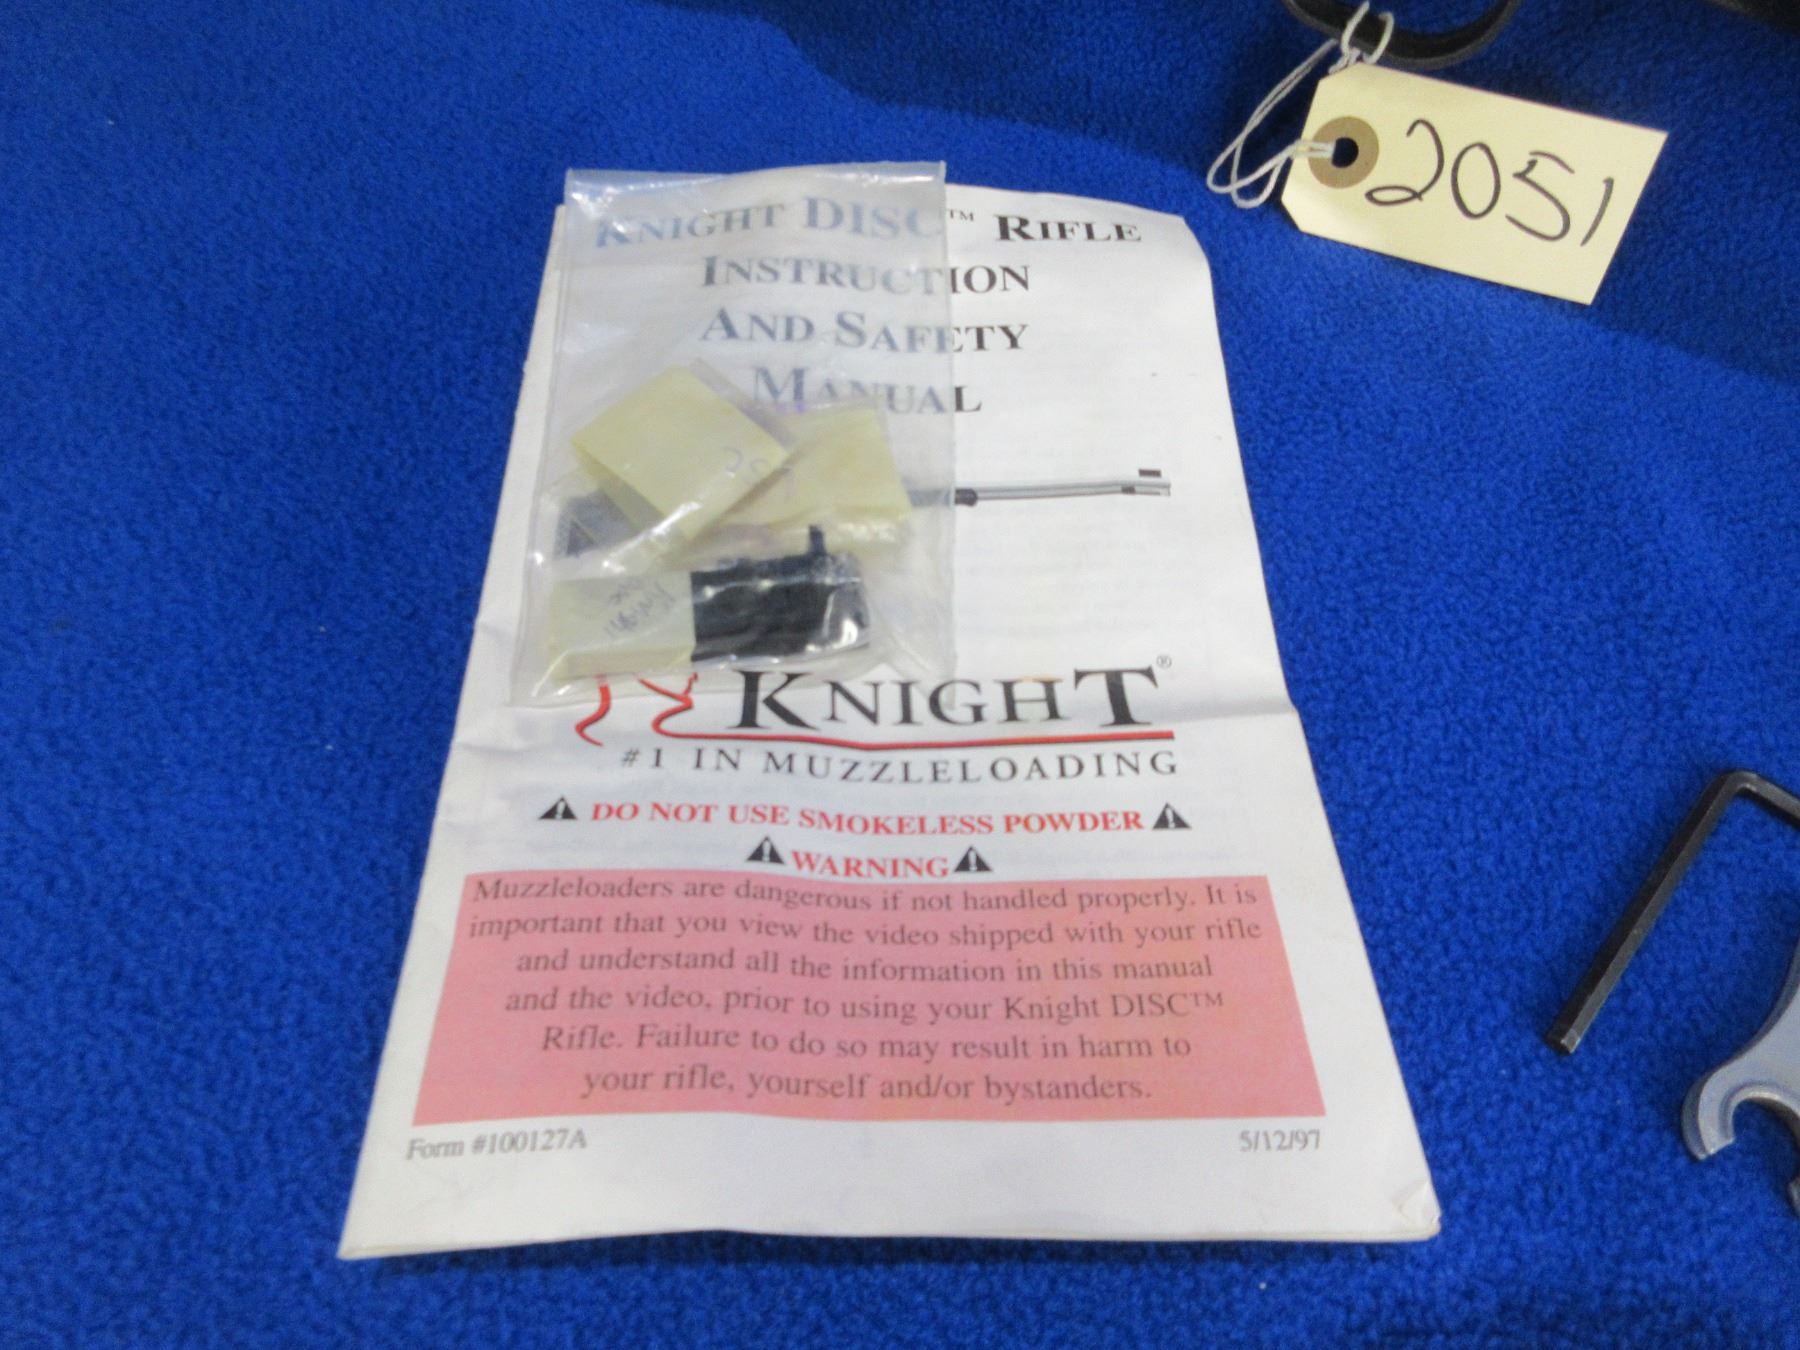 2051
KNIGHT DISC™ RIFLE
INSTRUCTION
AND SAFETY
MANUAL
KNIGHT®
#1 IN MUZZLELOADING
DO NOT USE SMOKELESS POWDER
WARNING
Muzzleloaders are dangerous if not handled properly. It is
important that you view the video shipped with your rifle
and understand all the information in this manual
and the video, prior to using your Knight DISC™
Rifle. Failure to do so may result in harm to
your rifle, yourself and/or bystanders.
Form #100127A
5/12/97